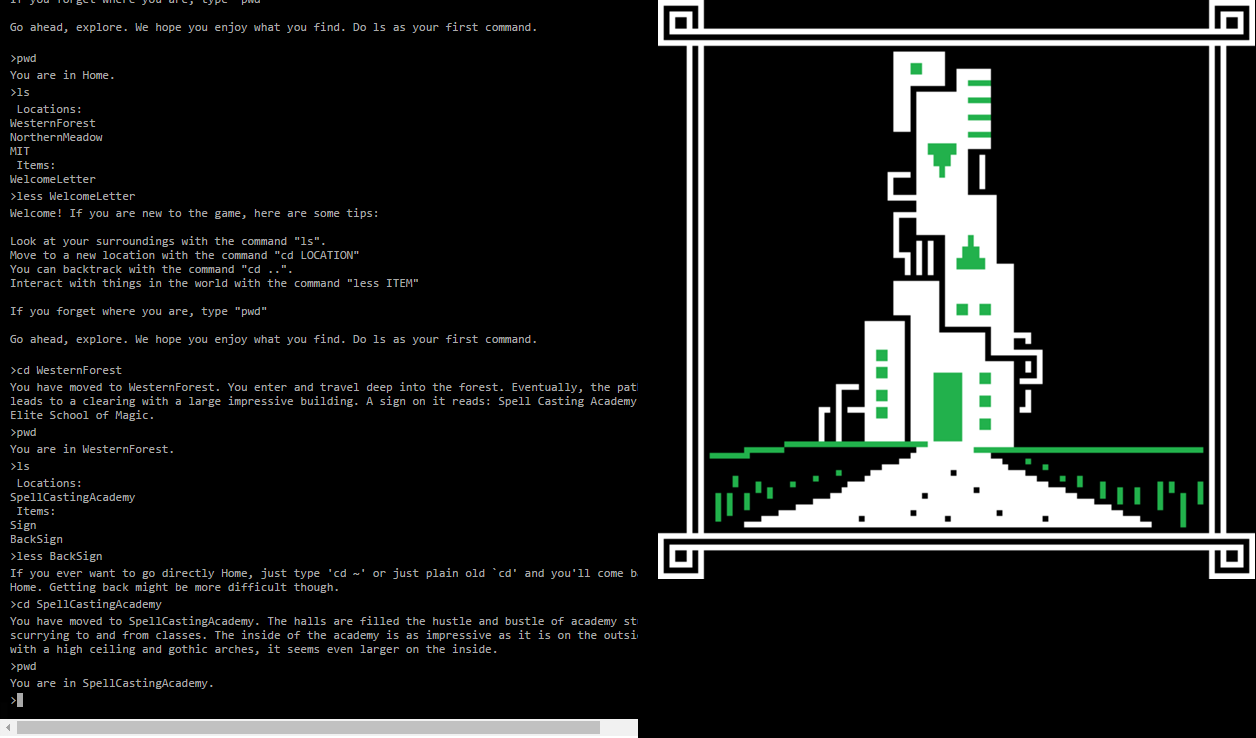 If you forget where you are, type "pwd"
Go ahead, explore. We hope you enjoy what you find. Do ls as your first command.
>pwd
You are in Home.
>ls
Locations:
WesternForest
NorthernMeadow
MIT
Items:
WelcomeLetter
>less WelcomeLetter
Welcome! If you are new to the game, here are some tips:
Look at your surroundings with the command "ls".
Move to a new location with the command "cd LOCATION"
You can backtrack with the command "cd ..".
Interact with things in the world with the command "less ITEM"
If you forget where you are, type "pwd"
Go ahead, explore. We hope you enjoy what you find. Do ls as your first command.
>cd WesternForest
You have moved to WesternForest. You enter and travel deep into the forest. Eventually, the pat
leads to a clearing with a large impressive building. A sign on it reads: Spell Casting Academy
Elite School of Magic.
>pwd
You are in WesternForest.
>ls
Locations:
SpellCastingAcademy
Items:
Sign
BackSign
>less BackSign
If you ever want to go directly Home, just type 'cd ~' or just plain old `cd' and you'll come b
Home. Getting back might be more difficult though.
>cd SpellCastingAcademy
You have moved to SpellCastingAcademy. The halls are filled the hustle and bustle of academy st
scurrying to and from classes. The inside of the academy is as impressive as it is on the outsi
with a high ceiling and gothic arches, it seems even larger on the inside.
>pwd
You are in SpellCastingAcademy.
>